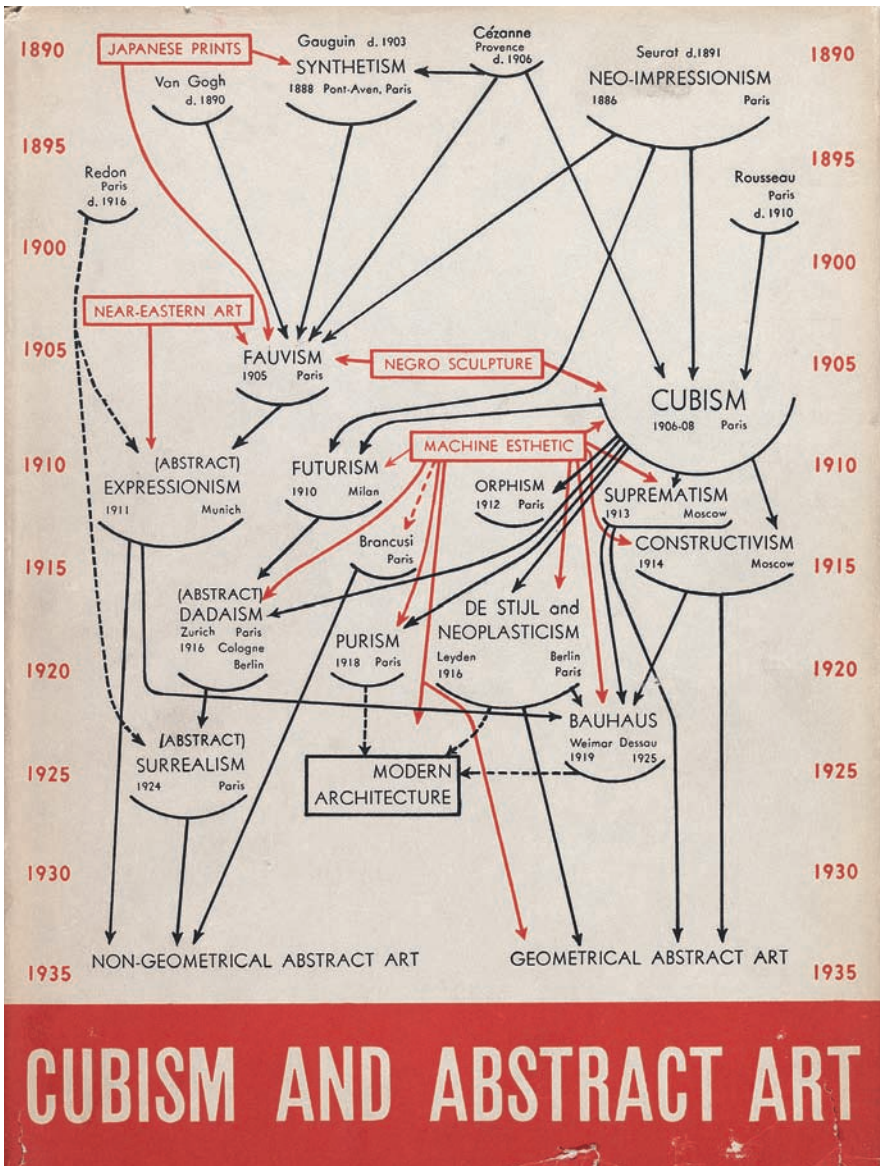 1890
JAPANESE PRINTS
Gauguin d. 1903
SYNTHETISM
1888 Pont-Aven, Paris
Cézanne
Provence
d. 1906
Seurat d.1891
NEO-IMPRESSIONISM
1886 Paris
1890
Van Gogh
d. 1890
1895
1895
Redon
Paris
d. 1916
Rousseau
Paris
d. 1910
1900
1900
NEAR-EASTERN ART
1905
FAUVISM
1905 Paris
NEGRO SCULPTURE
1905
CUBISM
1906-08 Paris
1910
(ABSTRACT)
EXPRESSIONISM
1911 Munich
FUTURISM
1910 Milan
MACHINE ESTHETIC
ORPHISM
1912 Paris
SUPREMATISM
1913 Moscow
1910
Brancusi
Paris
CONSTRUCTIVISM
1914 Moscow
1915
1915
(ABSTRACT)
DADAISM
Zurich Paris
1916 Cologne
Berlin
PURISM
1918 Paris
DE STIJL and
NEOPLASTICISM
Leyden Berlin
1916 Paris
1920
1920
BAUHAUS
Weimar Dessau
1919 1925
(ABSTRACT)
SURREALISM
1924 Paris
MODERN
ARCHITECTURE
1925
1925
1930
1930
NON-GEOMETRICAL ABSTRACT ART
GEOMETRICAL ABSTRACT ART
1935
1935
CUBISM AND ABSTRACT ART